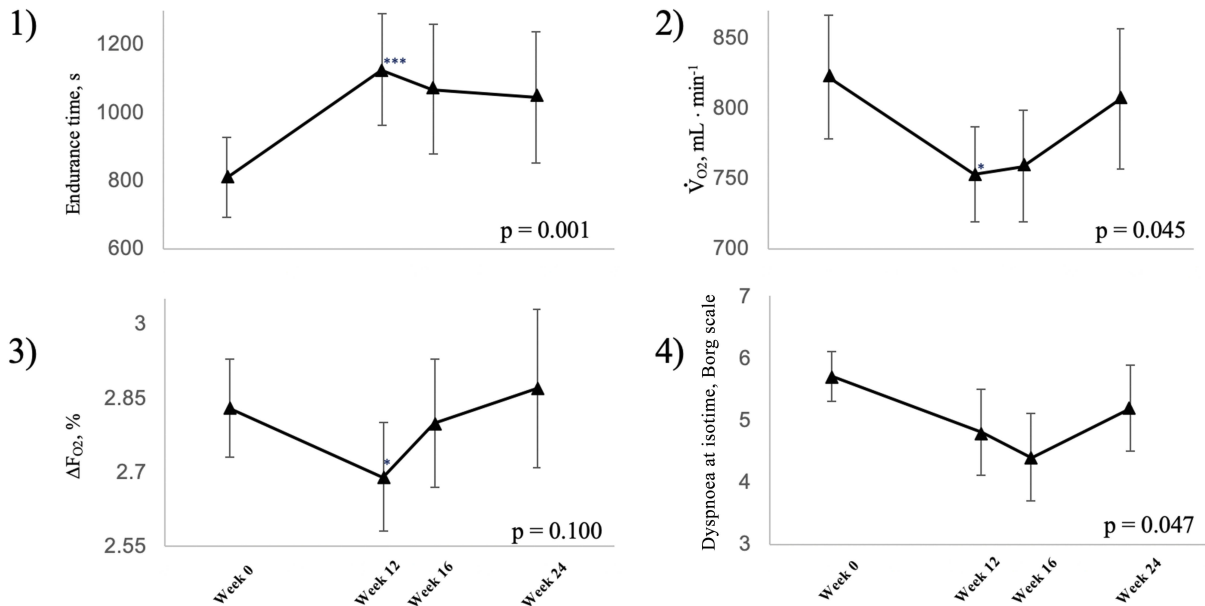 1)
Endurance time, s
1200
1000
800
600
***
p = 0.001
2)
V̇O2, mL · min-1
850
800
750
700
*
p = 0.045
3)
ΔFO2, %
3
2.85
2.7
2.55
*
p = 0.100
Week 0
Week 12
Week 16
Week 24
4)
Dyspnoea at isotime, Borg scale
7
6
5
4
3
p = 0.047
Week 0
Week 12
Week 16
Week 24